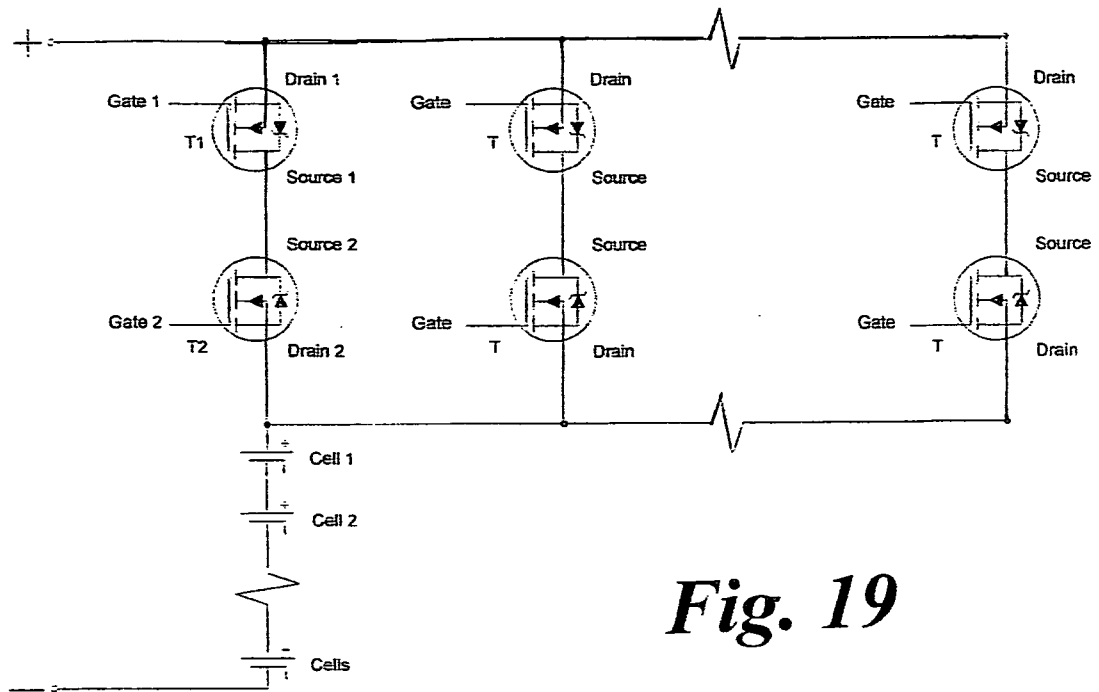 +
Drain 1
Drain
Drain
Gate 1
Gate
Gate
T1
T
T
Source 1
Source
Source
Source 2
Source
Source
Gate 2
Gate
Gate
T2
T
T
Drain 2
Drain
Drain
+
Cell 1
+
Cell 2
Cells
Fig. 19